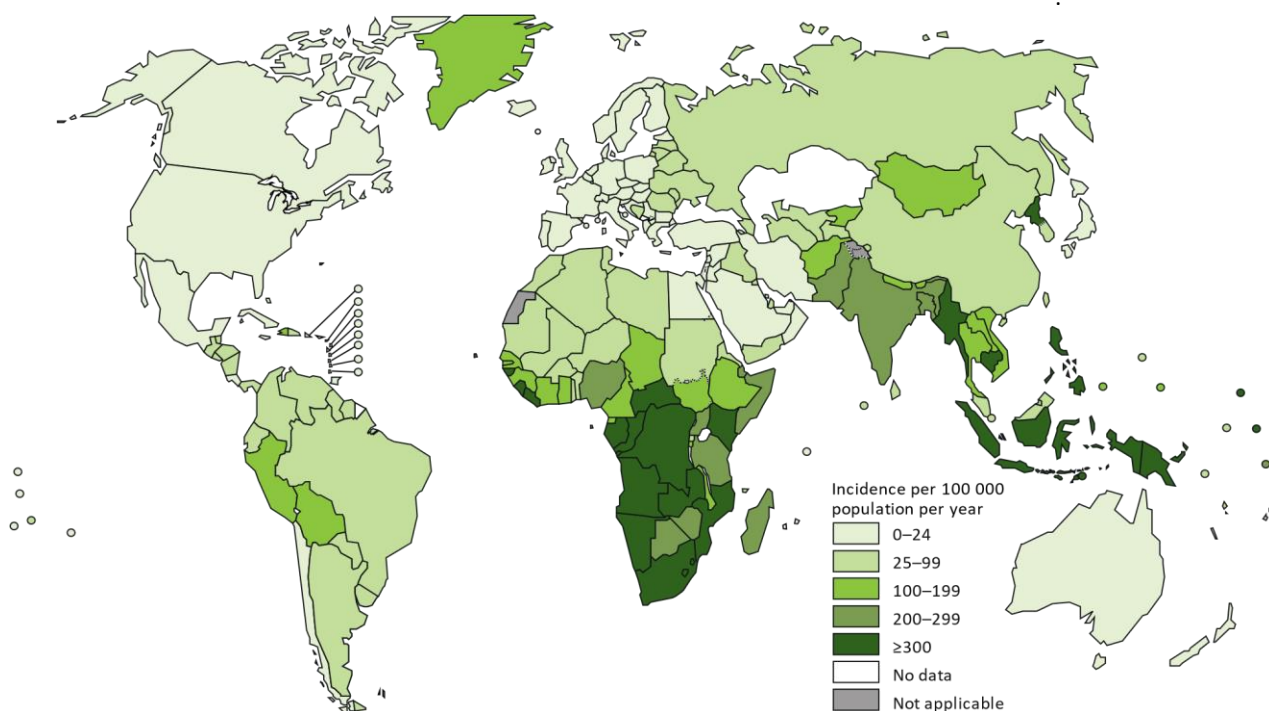 Incidence per 100 000
population per year
0–24
25–99
100–199
200–299
≥300
No data
Not applicable